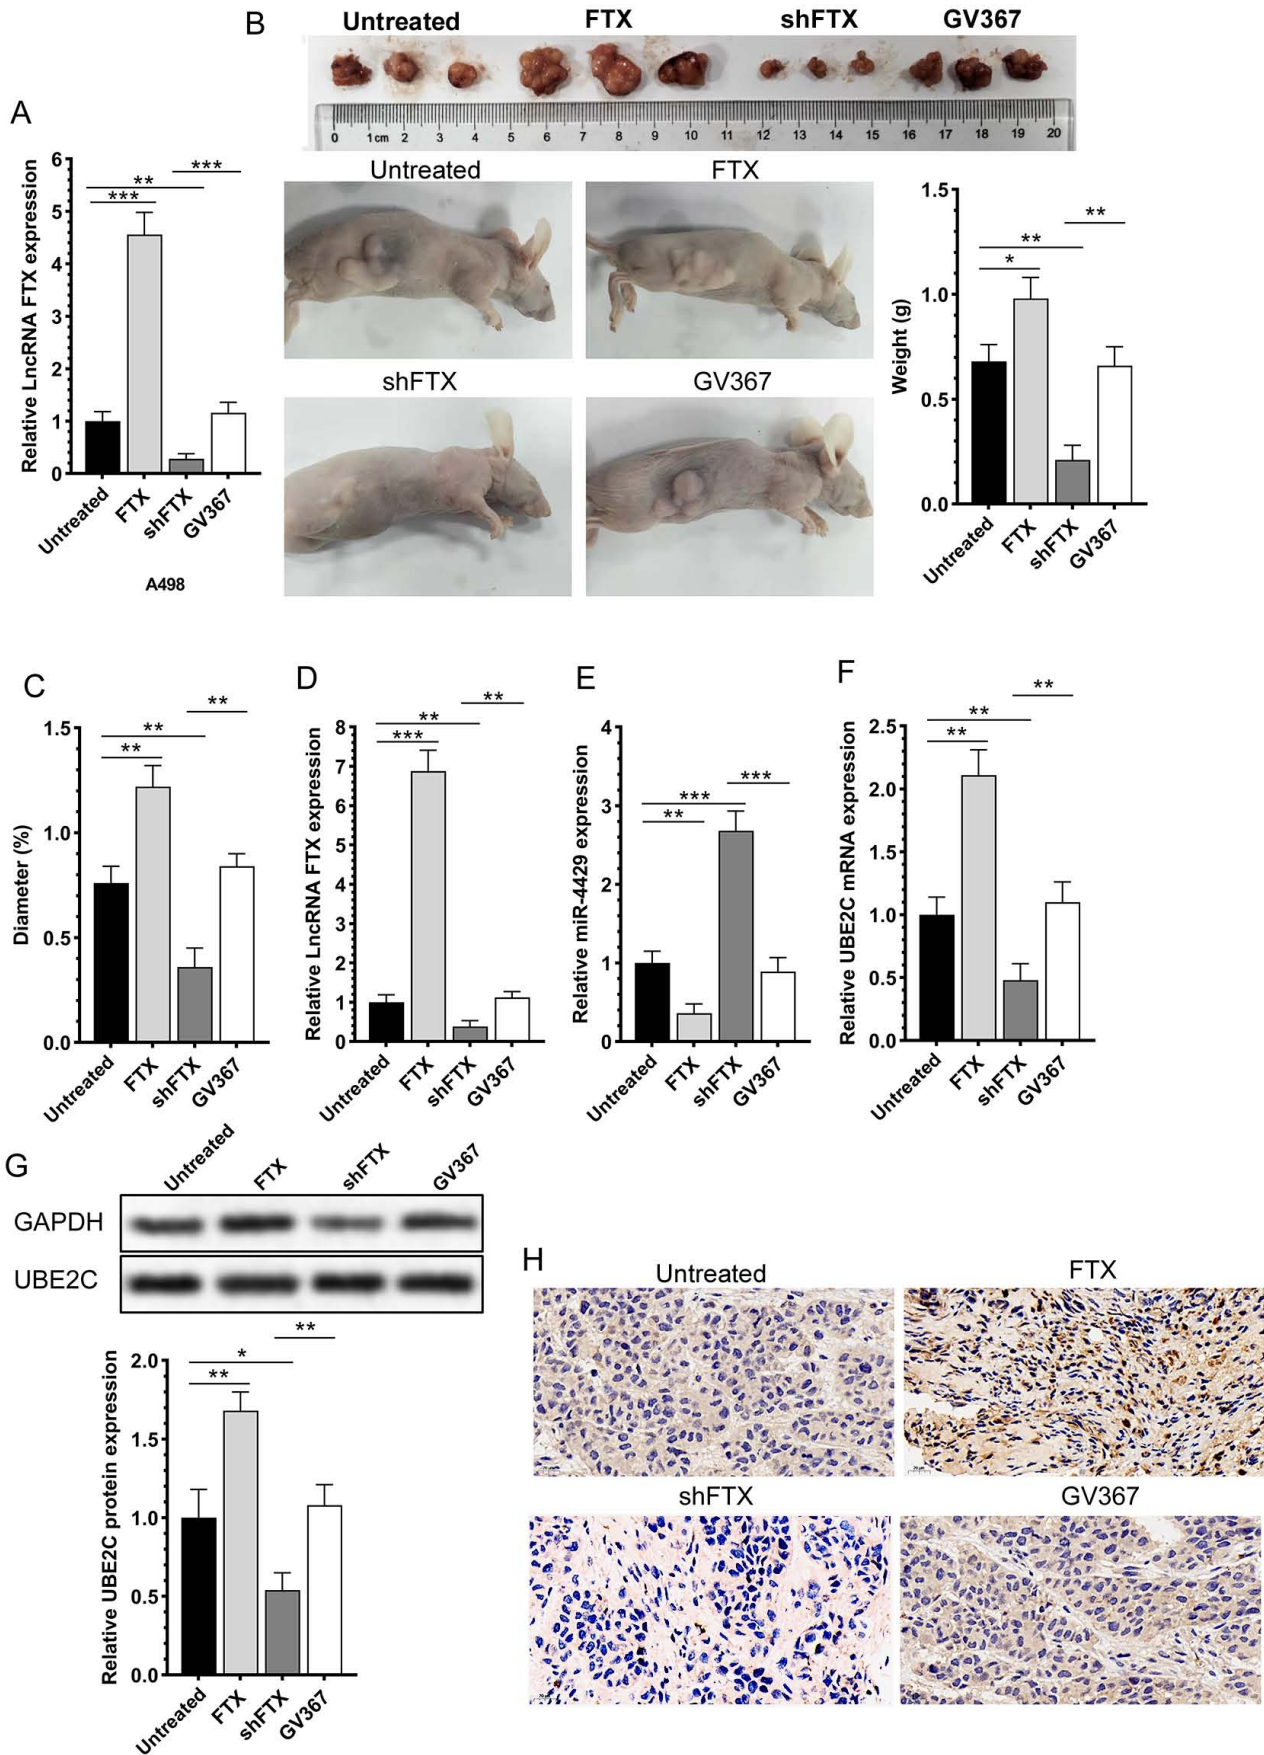 B
Untreated FTX shFTX GV367
0 1cm 2 3 4 5 6 7 8 9 10 11 12 13 14 15 16 17 18 19 20
A
Relative LncRNA FTX expression
6
5
4
3
2
1
0
***
**
***
Untreated FTX shFTX GV367
A498
Untreated FTX
shFTX GV367
Weight (g)
1.5
1.0
0.5
0.0
**
**
*
Untreated FTX shFTX GV367
C
Diameter (%)
1.5
1.0
0.5
0.0
**
**
**
Untreated FTX shFTX GV367
D
Relative LncRNA FTX expression
8
7
6
5
4
3
2
1
0
**
**
***
Untreated FTX shFTX GV367
E
Relative miR-4429 expression
4
3
2
1
0
***
***
**
Untreated FTX shFTX GV367
F
Relative UBE2C mRNA expression
2.5
2.0
1.5
1.0
0.5
0.0
**
**
**
Untreated FTX shFTX GV367
G
Untreated FTX shFTX GV367
GAPDH
UBE2C
Relative UBE2C protein expression
2.0
1.5
1.0
0.5
0.0
**
*
**
Untreated FTX shFTX GV367
H
Untreated FTX
shFTX GV367